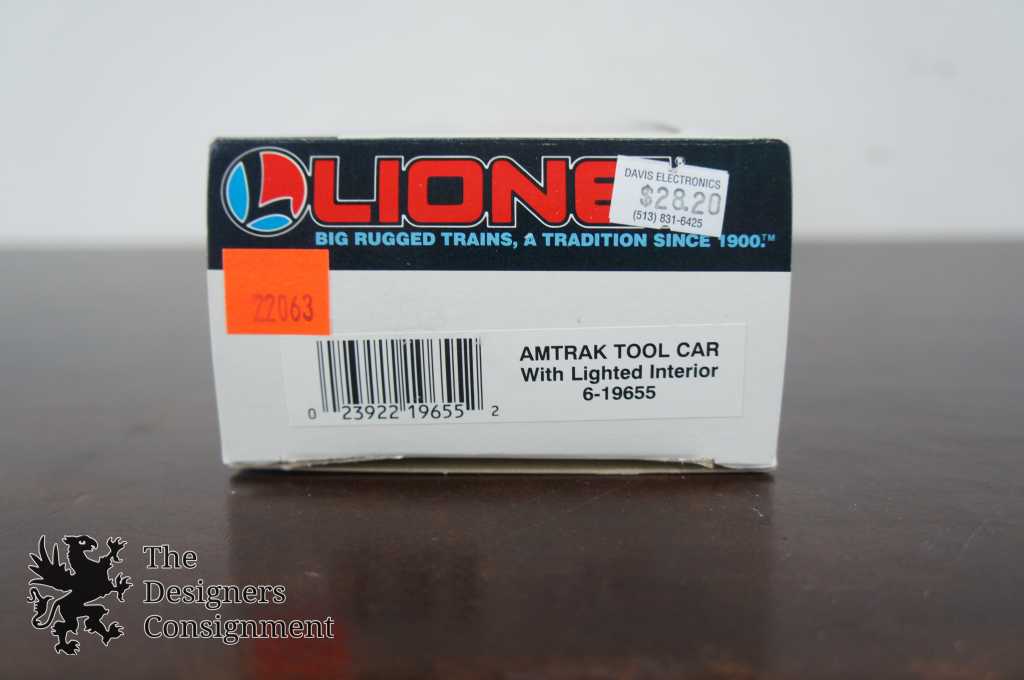 LIONEL
DAVIS ELECTRONICS
$28.20
(513) 831-6425
BIG RUGGED TRAINS, A TRADITION SINCE 1900.™
22063
AMTRAK TOOL CAR
With Lighted Interior
6-19655
0 23922 19655 2
The
Designers
Consignment